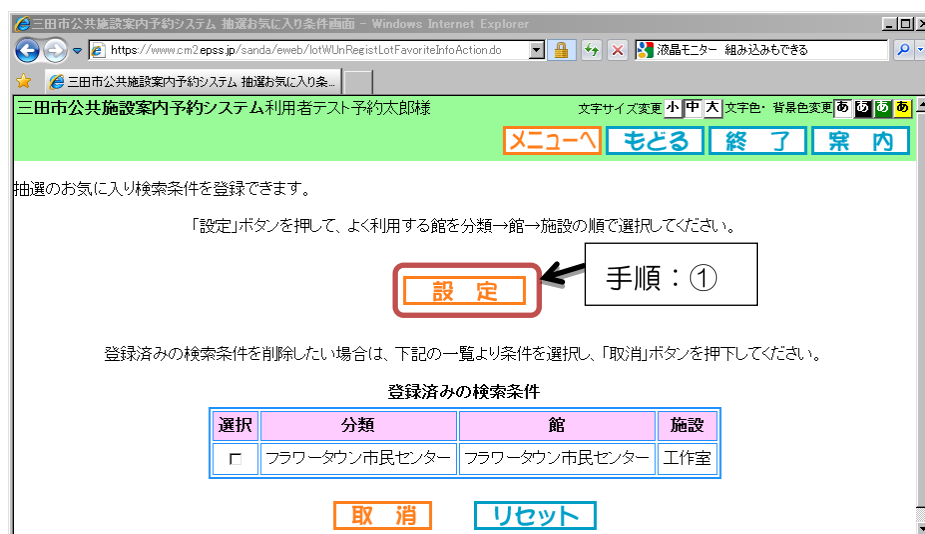 三田市公共施設案内予約システム 抽選お気に入り条件画面 - Windows Internet Explorer
https://www.cm2epss.jp/sanda/eweb/lotWUnRegistLotFavoriteInfoAction.do
液晶モニター 組み込みもできる
三田市公共施設案内予約システム 抽選お気に入り条...
三田市公共施設案内予約システム利用者テスト予約太郎様
文字サイズ変更 小 中 大 文字色・背景色変更 あ あ あ あ
メニューへ もどる 終 了 案 内
抽選のお気に入り検索条件を登録できます。
「設定」ボタンを押して、よく利用する館を分類→館→施設の順で選択してください。
設 定
手順：①
登録済みの検索条件を削除したい場合は、下記の一覧より条件を選択し、「取消」ボタンを押下してください。
登録済みの検索条件
選択 分類 館 施設
フラワータウン市民センター フラワータウン市民センター 工作室
取 消 リセット